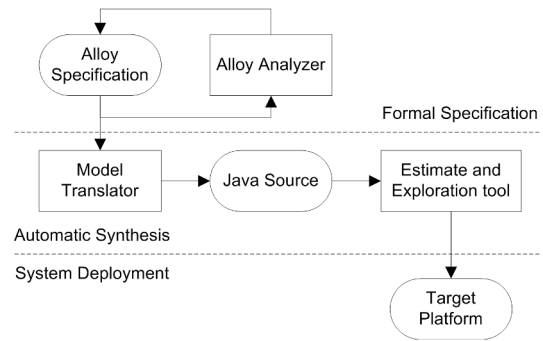 Alloy
Specification
Alloy Analyzer
Formal Specification
Model
Translator
Java Source
Estimate and
Exploration tool
Automatic Synthesis
System Deployment
Target
Platform